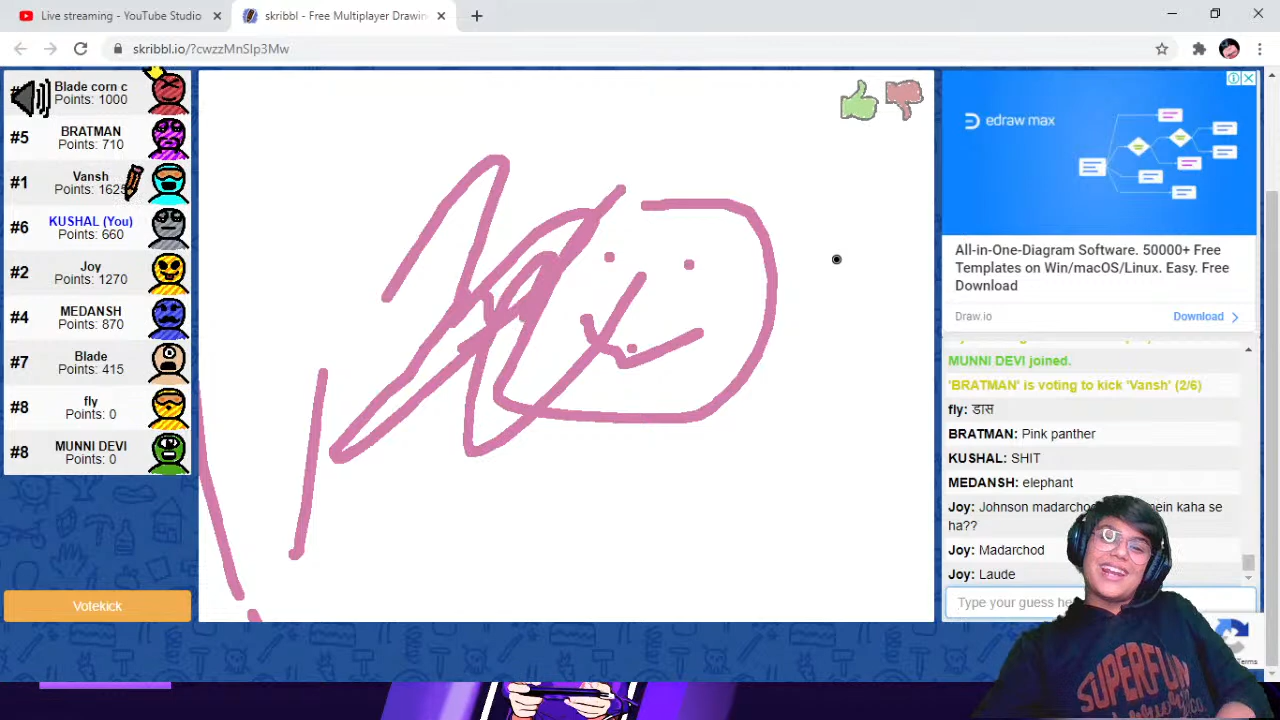 Live streaming - YouTube Studio
skribbl - Free Multiplayer Drawin
skribbl.io/?cwzzMnSlp3Mw
Blade corn c
Points: 1000
#5
BRATMAN
Points: 710
#1
Vansh
Points: 1625
#6
KUSHAL (You)
Points: 660
#2
Joy
Points: 1270
#4
MEDANSH
Points: 870
#7
Blade
Points: 415
#8
fly
Points: 0
#8
MUNNI DEVI
Points: 0
Votekick
edraw max
All-in-One-Diagram Software. 50000+ Free
Templates on Win/macOS/Linux. Easy. Free
Download
Draw.io
Download
MUNNI DEVI joined.
'BRATMAN' is voting to kick 'Vansh' (2/6)
fly: डास
BRATMAN: Pink panther
KUSHAL: SHIT
MEDANSH: elephant
Joy: Johnson madarcho mein kaha se
ha??
Joy: Madarchod
Joy: Laude
Type your guess he
Terms
SUPERFUN